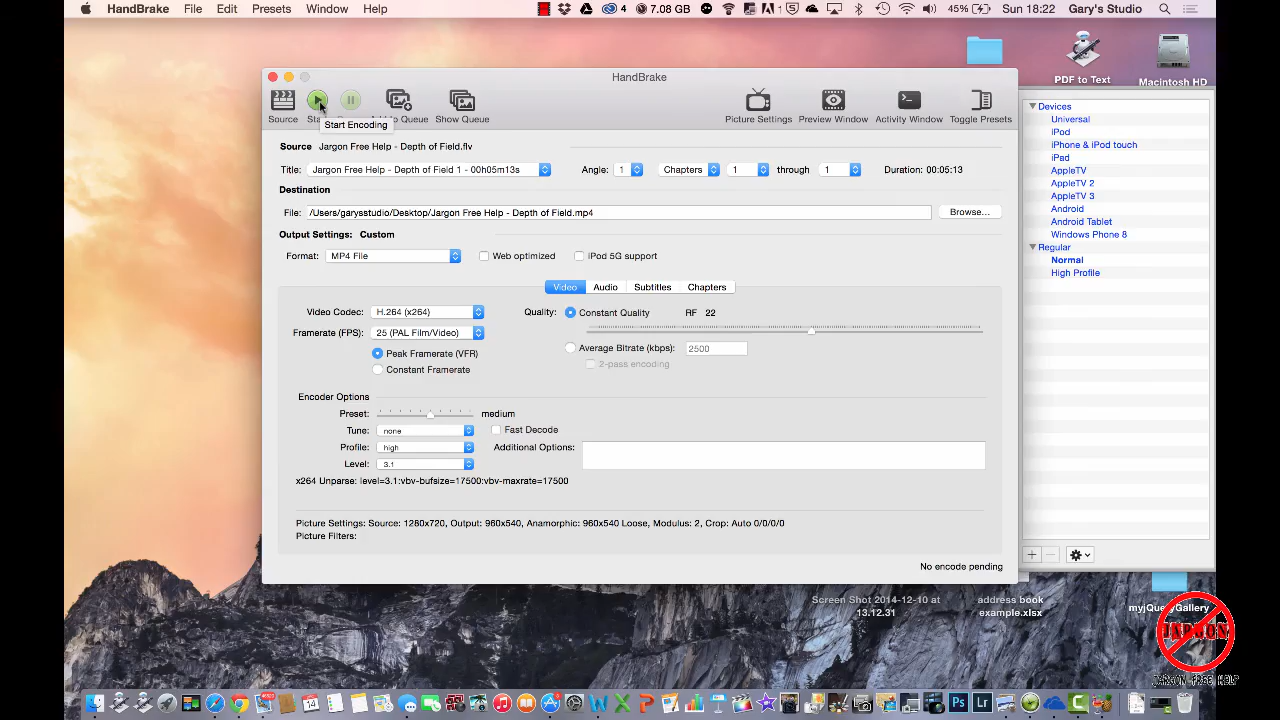 HandBrake File Edit Presets Window Help 4 7.08 GB 5 45% Sun 18:22 Gary's Studio
PDF to Text
Macintosh HD
HandBrake
Source Show Queue Picture Settings Preview Window Activity Window Toggle Presets
Start Encoding
Source Jargon Free Help - Depth of Field.flv
Title: Jargon Free Help - Depth of Field 1 - 00h05m13s Angle: 1 Chapters 1 through 1 Duration: 00:05:13
Destination
File: /Users/garysstudio/Desktop/Jargon Free Help - Depth of Field.mp4 Browse...
Output Settings: Custom
Format: MP4 File Web optimized iPod 5G support
Video Audio Subtitles Chapters
Video Codec: H.264 (x264) Quality: Constant Quality RF 22
Framerate (FPS): 25 (PAL Film/Video)
Peak Framerate (VFR) Average Bitrate (kbps): 2500
Constant Framerate 2-pass encoding
Encoder Options
Preset: medium
Tune: none Fast Decode
Profile: high Additional Options:
Level: 3.1
x264 Unparse: level=3.1:vbv-bufsize=17500:vbv-maxrate=17500
Picture Settings: Source: 1280x720, Output: 960x540, Anamorphic: 960x540 Loose, Modulus: 2, Crop: Auto 0/0/0/0
Picture Filters:
No encode pending
Devices
Universal
iPod
iPhone & iPod touch
iPad
AppleTV
AppleTV 2
AppleTV 3
Android
Android Tablet
Windows Phone 8
Regular
Normal
High Profile
Screen Shot 2014-12-10 at
13.12.31
address book
example.xlsx
myjQueryGallery
JARGON
JARGON-FREE HELP
14
Ps Lr